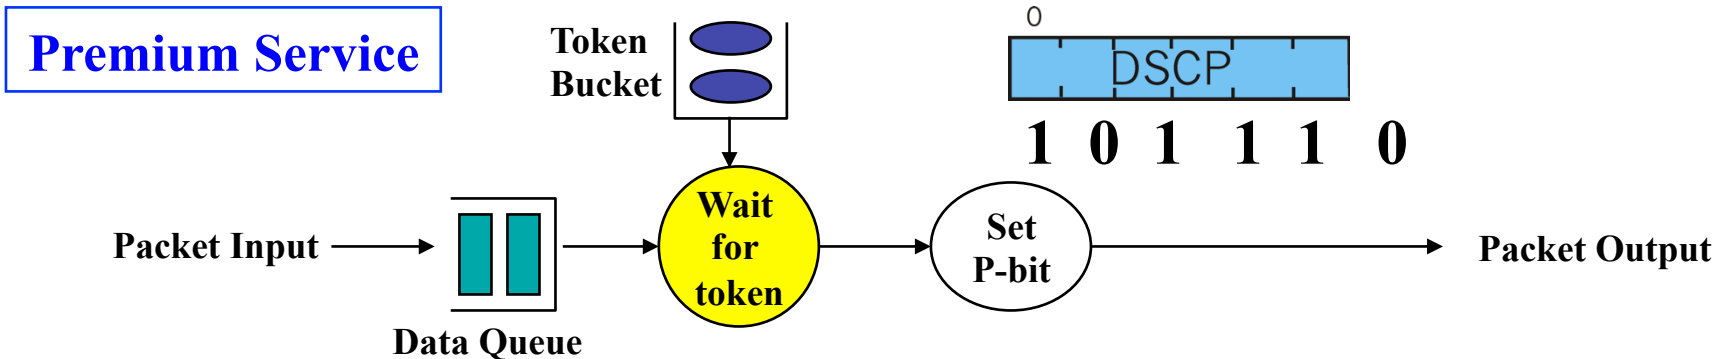 Premium Service
Token
Bucket
0
DSCP
1 0 1 1 1 0
Packet Input
Data Queue
Wait
for
token
Set
P-bit
Packet Output